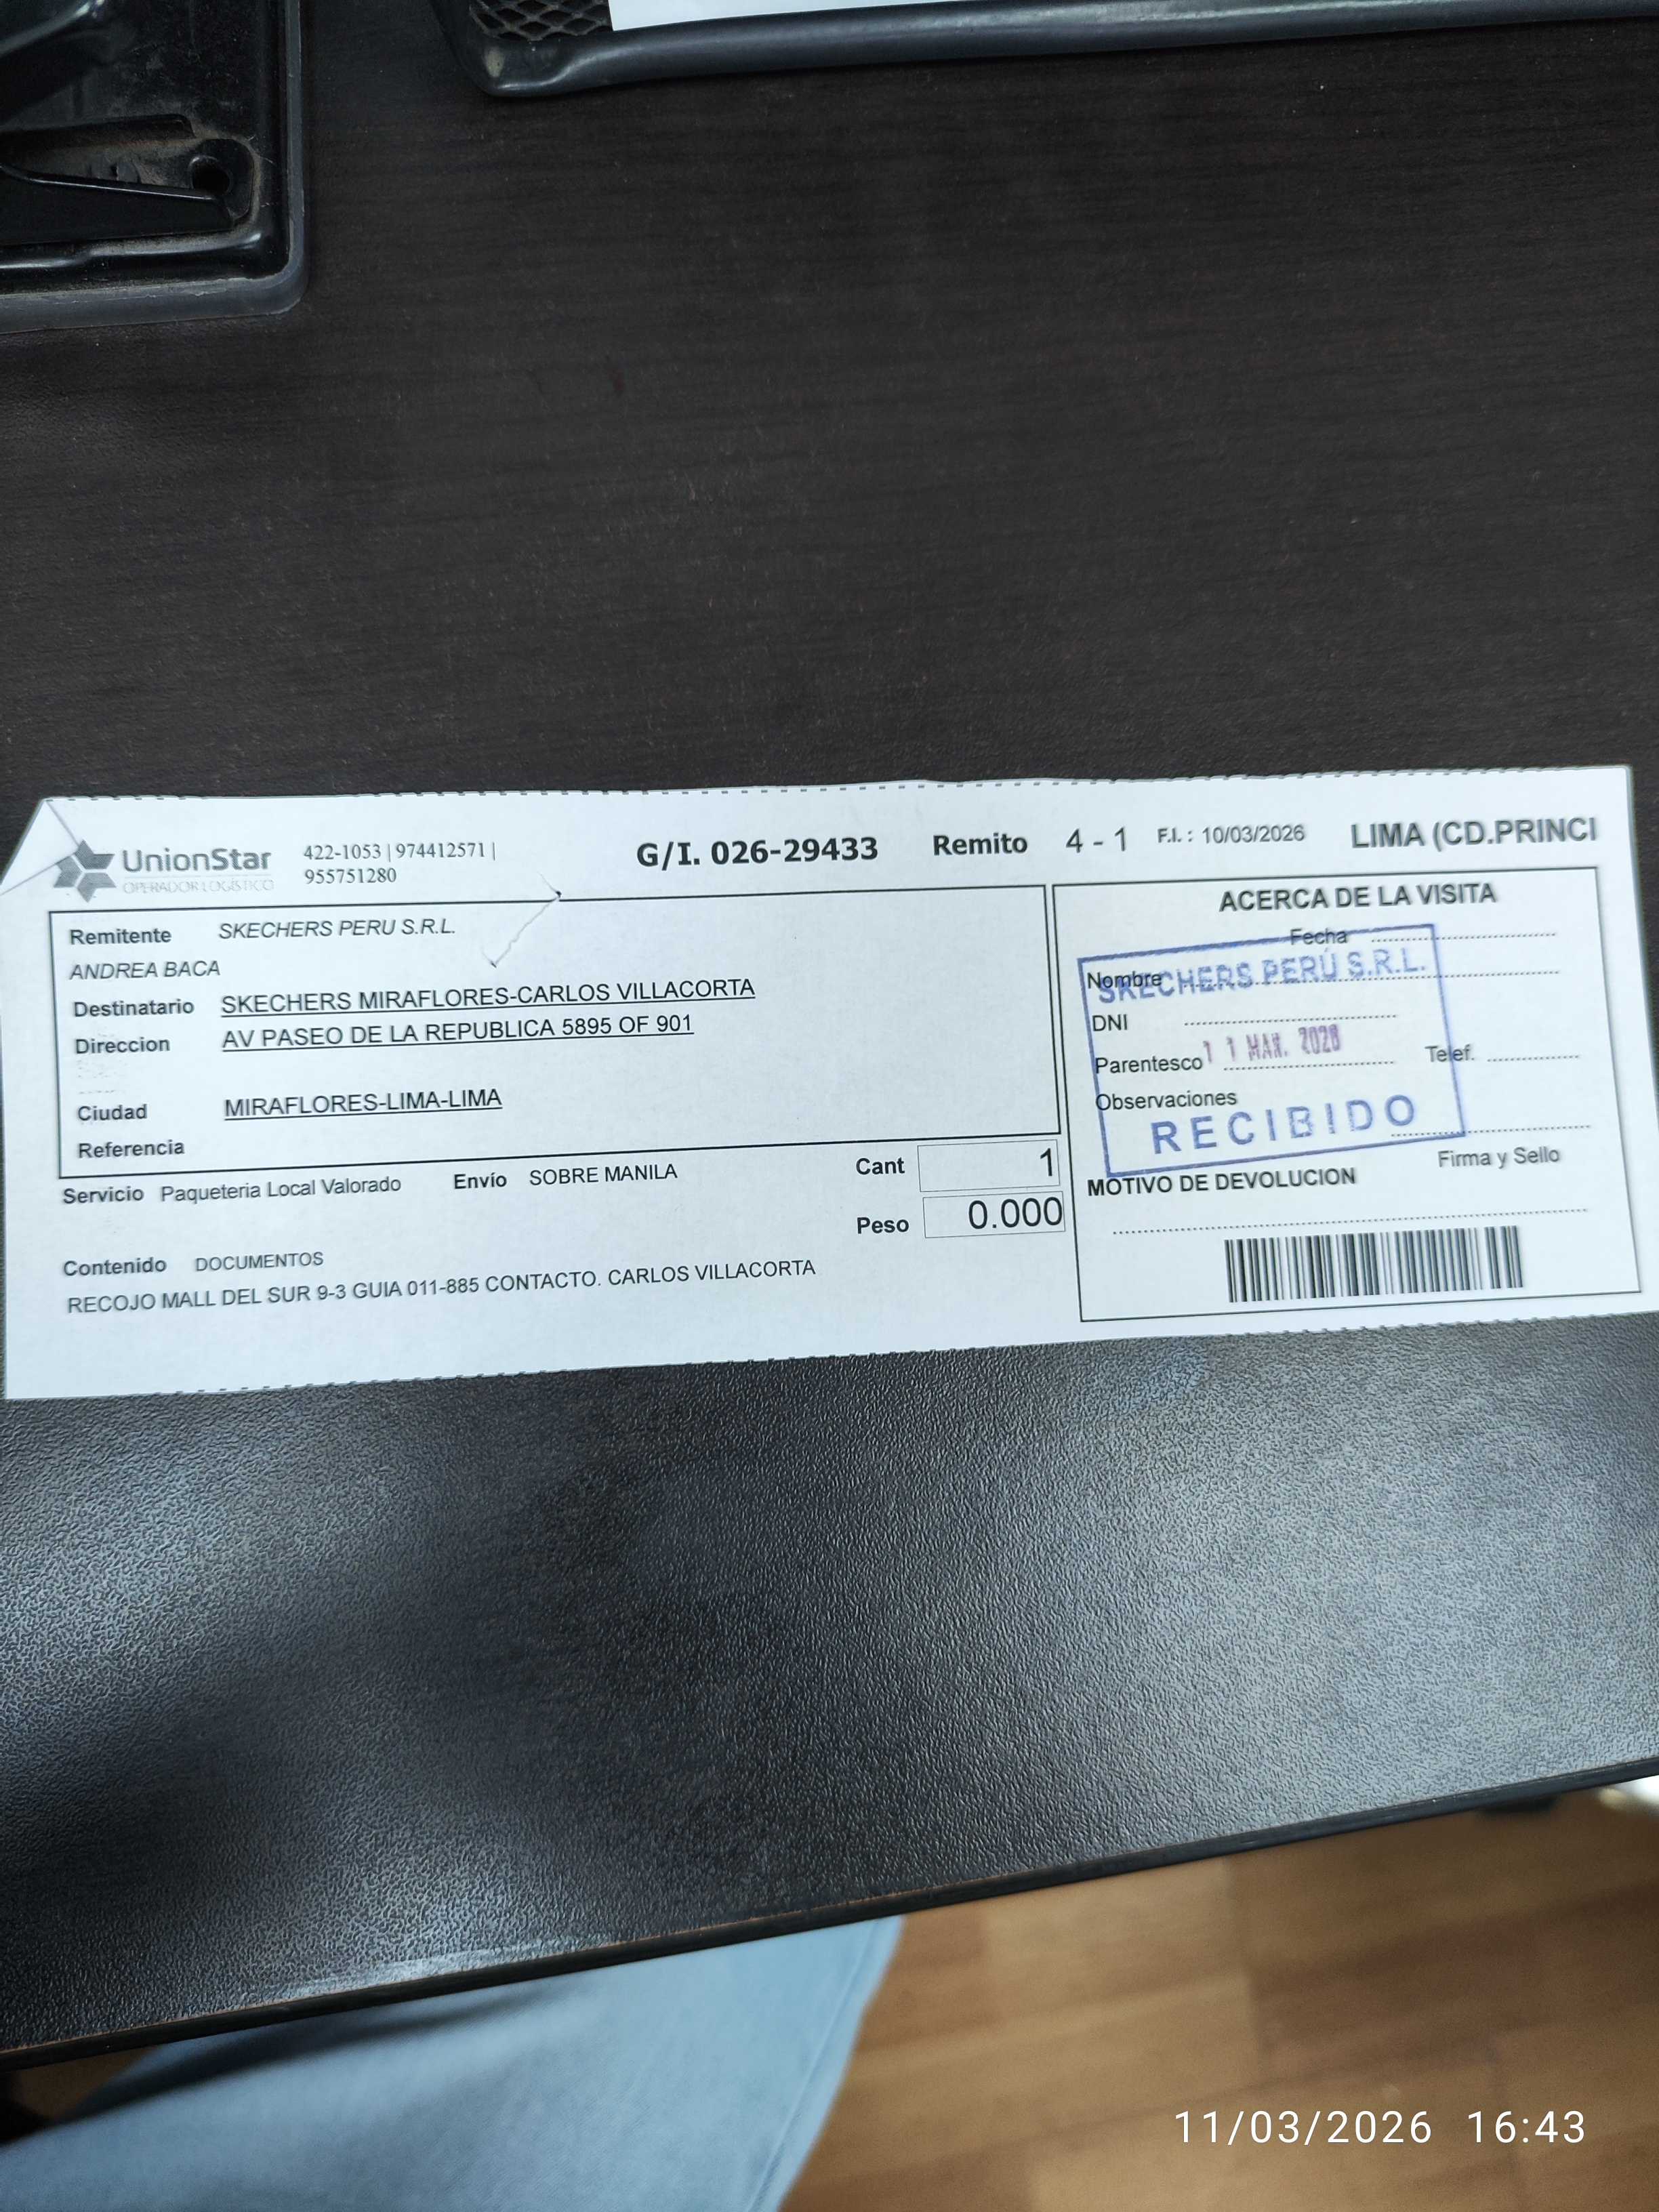 UnionStar
OPERADOR LOGÍSTICO
422-1053 | 974412571 |
955751280
G/I. 026-29433 Remito 4 - 1 F.I. : 10/03/2026 LIMA (CD.PRINCI
Remitente SKECHERS PERU S.R.L.
ANDREA BACA
Destinatario SKECHERS MIRAFLORES-CARLOS VILLACORTA
Direccion AV PASEO DE LA REPUBLICA 5895 OF 901
Ciudad MIRAFLORES-LIMA-LIMA
Referencia
Servicio Paqueteria Local Valorado Envío SOBRE MANILA
Cant 1
Peso 0.000
Contenido DOCUMENTOS
RECOJO MALL DEL SUR 9-3 GUIA 011-885 CONTACTO. CARLOS VILLACORTA
ACERCA DE LA VISITA
Fecha
Nombre
DNI
Parentesco Telef.
Observaciones
Firma y Sello
MOTIVO DE DEVOLUCION
SKECHERS PERÚ S.R.L.
11 MAR. 2026
RECIBIDO
11/03/2026 16:43